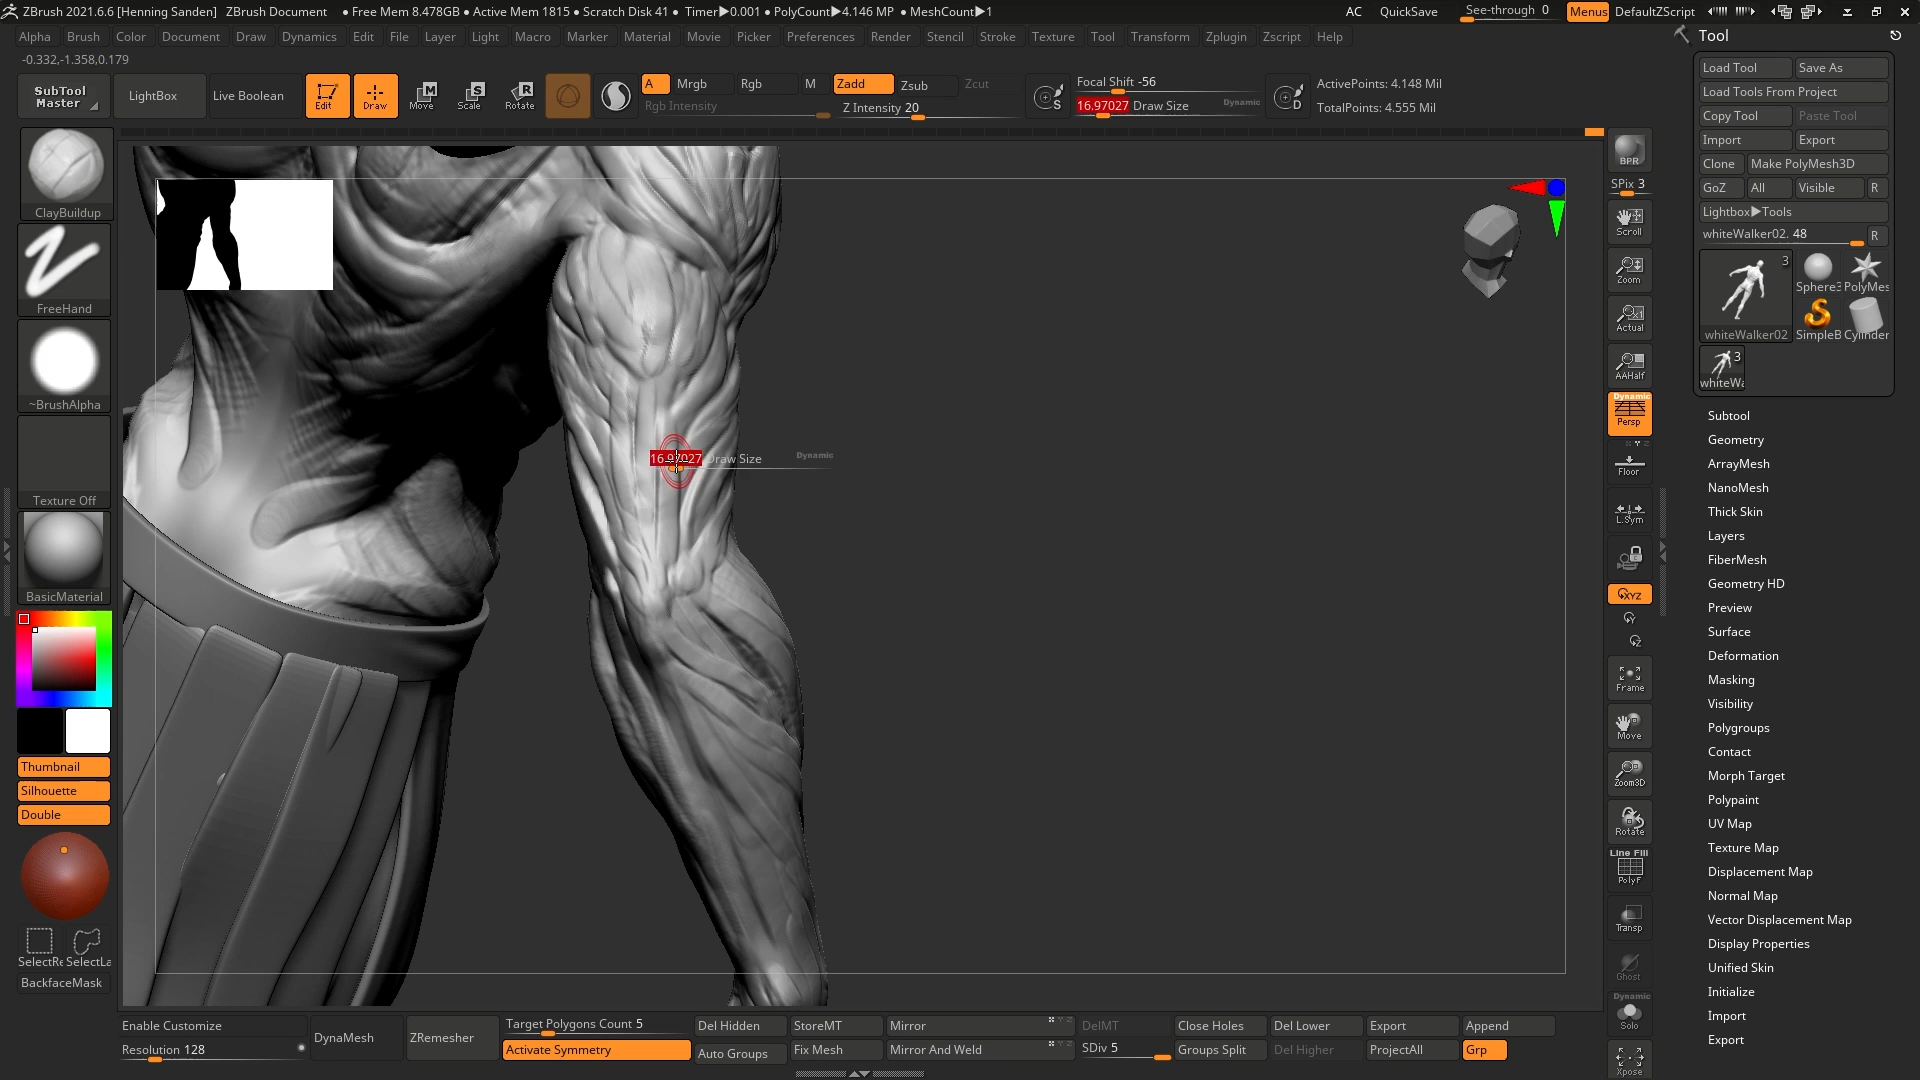 ZBrush 2021.6.6 [Henning Sanden] ZBrush Document • Free Mem 8.478GB • Active Mem 1815 • Scratch Disk 41 • Timer▶0.001 • PolyCount▶4.146 MP • MeshCount▶1 AC QuickSave See-through 0 Menus DefaultZScript
Alpha Brush Color Document Draw Dynamics Edit File Layer Light Macro Marker Material Movie Picker Preferences Render Stencil Stroke Texture Tool Transform Zplugin Zscript Help
-0.332,-1.358,0.179
SubTool Master
LightBox
Live Boolean
Edit
Draw
Move
Scale
Rotate
A Mrgb Rgb M
Rgb Intensity
Zadd Zsub Zcut
Z Intensity 20
Focal Shift -56
16.97027 Draw Size Dynamic
ActivePoints: 4.148 Mil
TotalPoints: 4.555 Mil
ClayBuildup
FreeHand
~BrushAlpha
Texture Off
BasicMaterial
Thumbnail
Silhouette
Double
SelectRe SelectLa
BackfaceMask
16.97027 Draw Size Dynamic
BPR
SPix 3
Scroll
Zoom
Actual
AAHalf
Dynamic
Persp
Floor
L.Sym
XYZ
Y
Z
Frame
Move
Zoom3D
Rotate
Line Fill
PolyF
Transp
Ghost
Dynamic
Solo
Xpose
Tool
Load Tool Save As
Load Tools From Project
Copy Tool Paste Tool
Import Export
Clone Make PolyMesh3D
GoZ All Visible R
Lightbox▶Tools
whiteWalker02. 48 R
3
whiteWalker02
Sphere3 PolyMes
SimpleB Cylinder
3
whiteWa
Subtool
Geometry
ArrayMesh
NanoMesh
Thick Skin
Layers
FiberMesh
Geometry HD
Preview
Surface
Deformation
Masking
Visibility
Polygroups
Contact
Morph Target
Polypaint
UV Map
Texture Map
Displacement Map
Normal Map
Vector Displacement Map
Display Properties
Unified Skin
Initialize
Import
Export
Enable Customize
Resolution 128
DynaMesh
ZRemesher
Target Polygons Count 5
Activate Symmetry
Del Hidden StoreMT Mirror DelMT Close Holes Del Lower Export Append
Auto Groups Fix Mesh Mirror And Weld SDiv 5 Groups Split Del Higher ProjectAll Grp